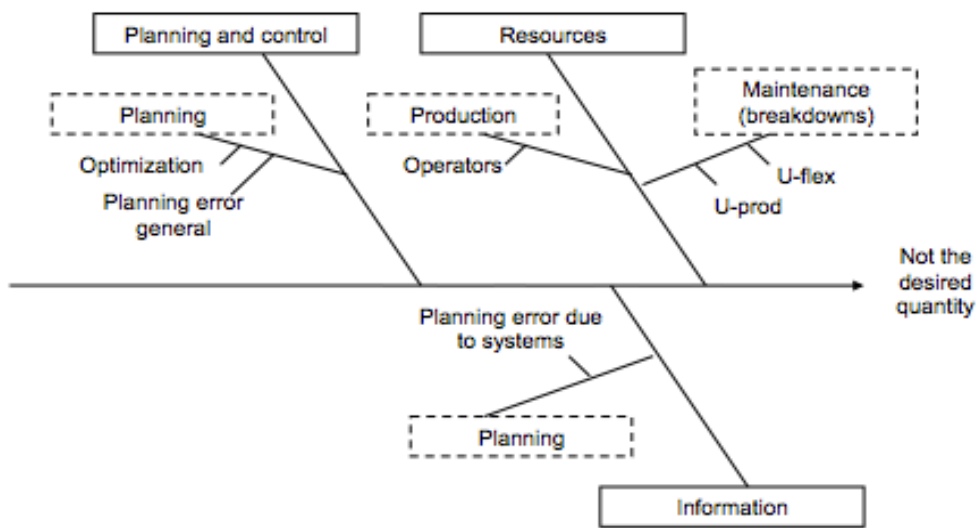 Planning and control
Resources
Planning
Production
Maintenance
(breakdowns)
Optimization
Operators
U-flex
Planning error
general
U-prod
Not the
desired
quantity
Planning error due
to systems
Planning
Information